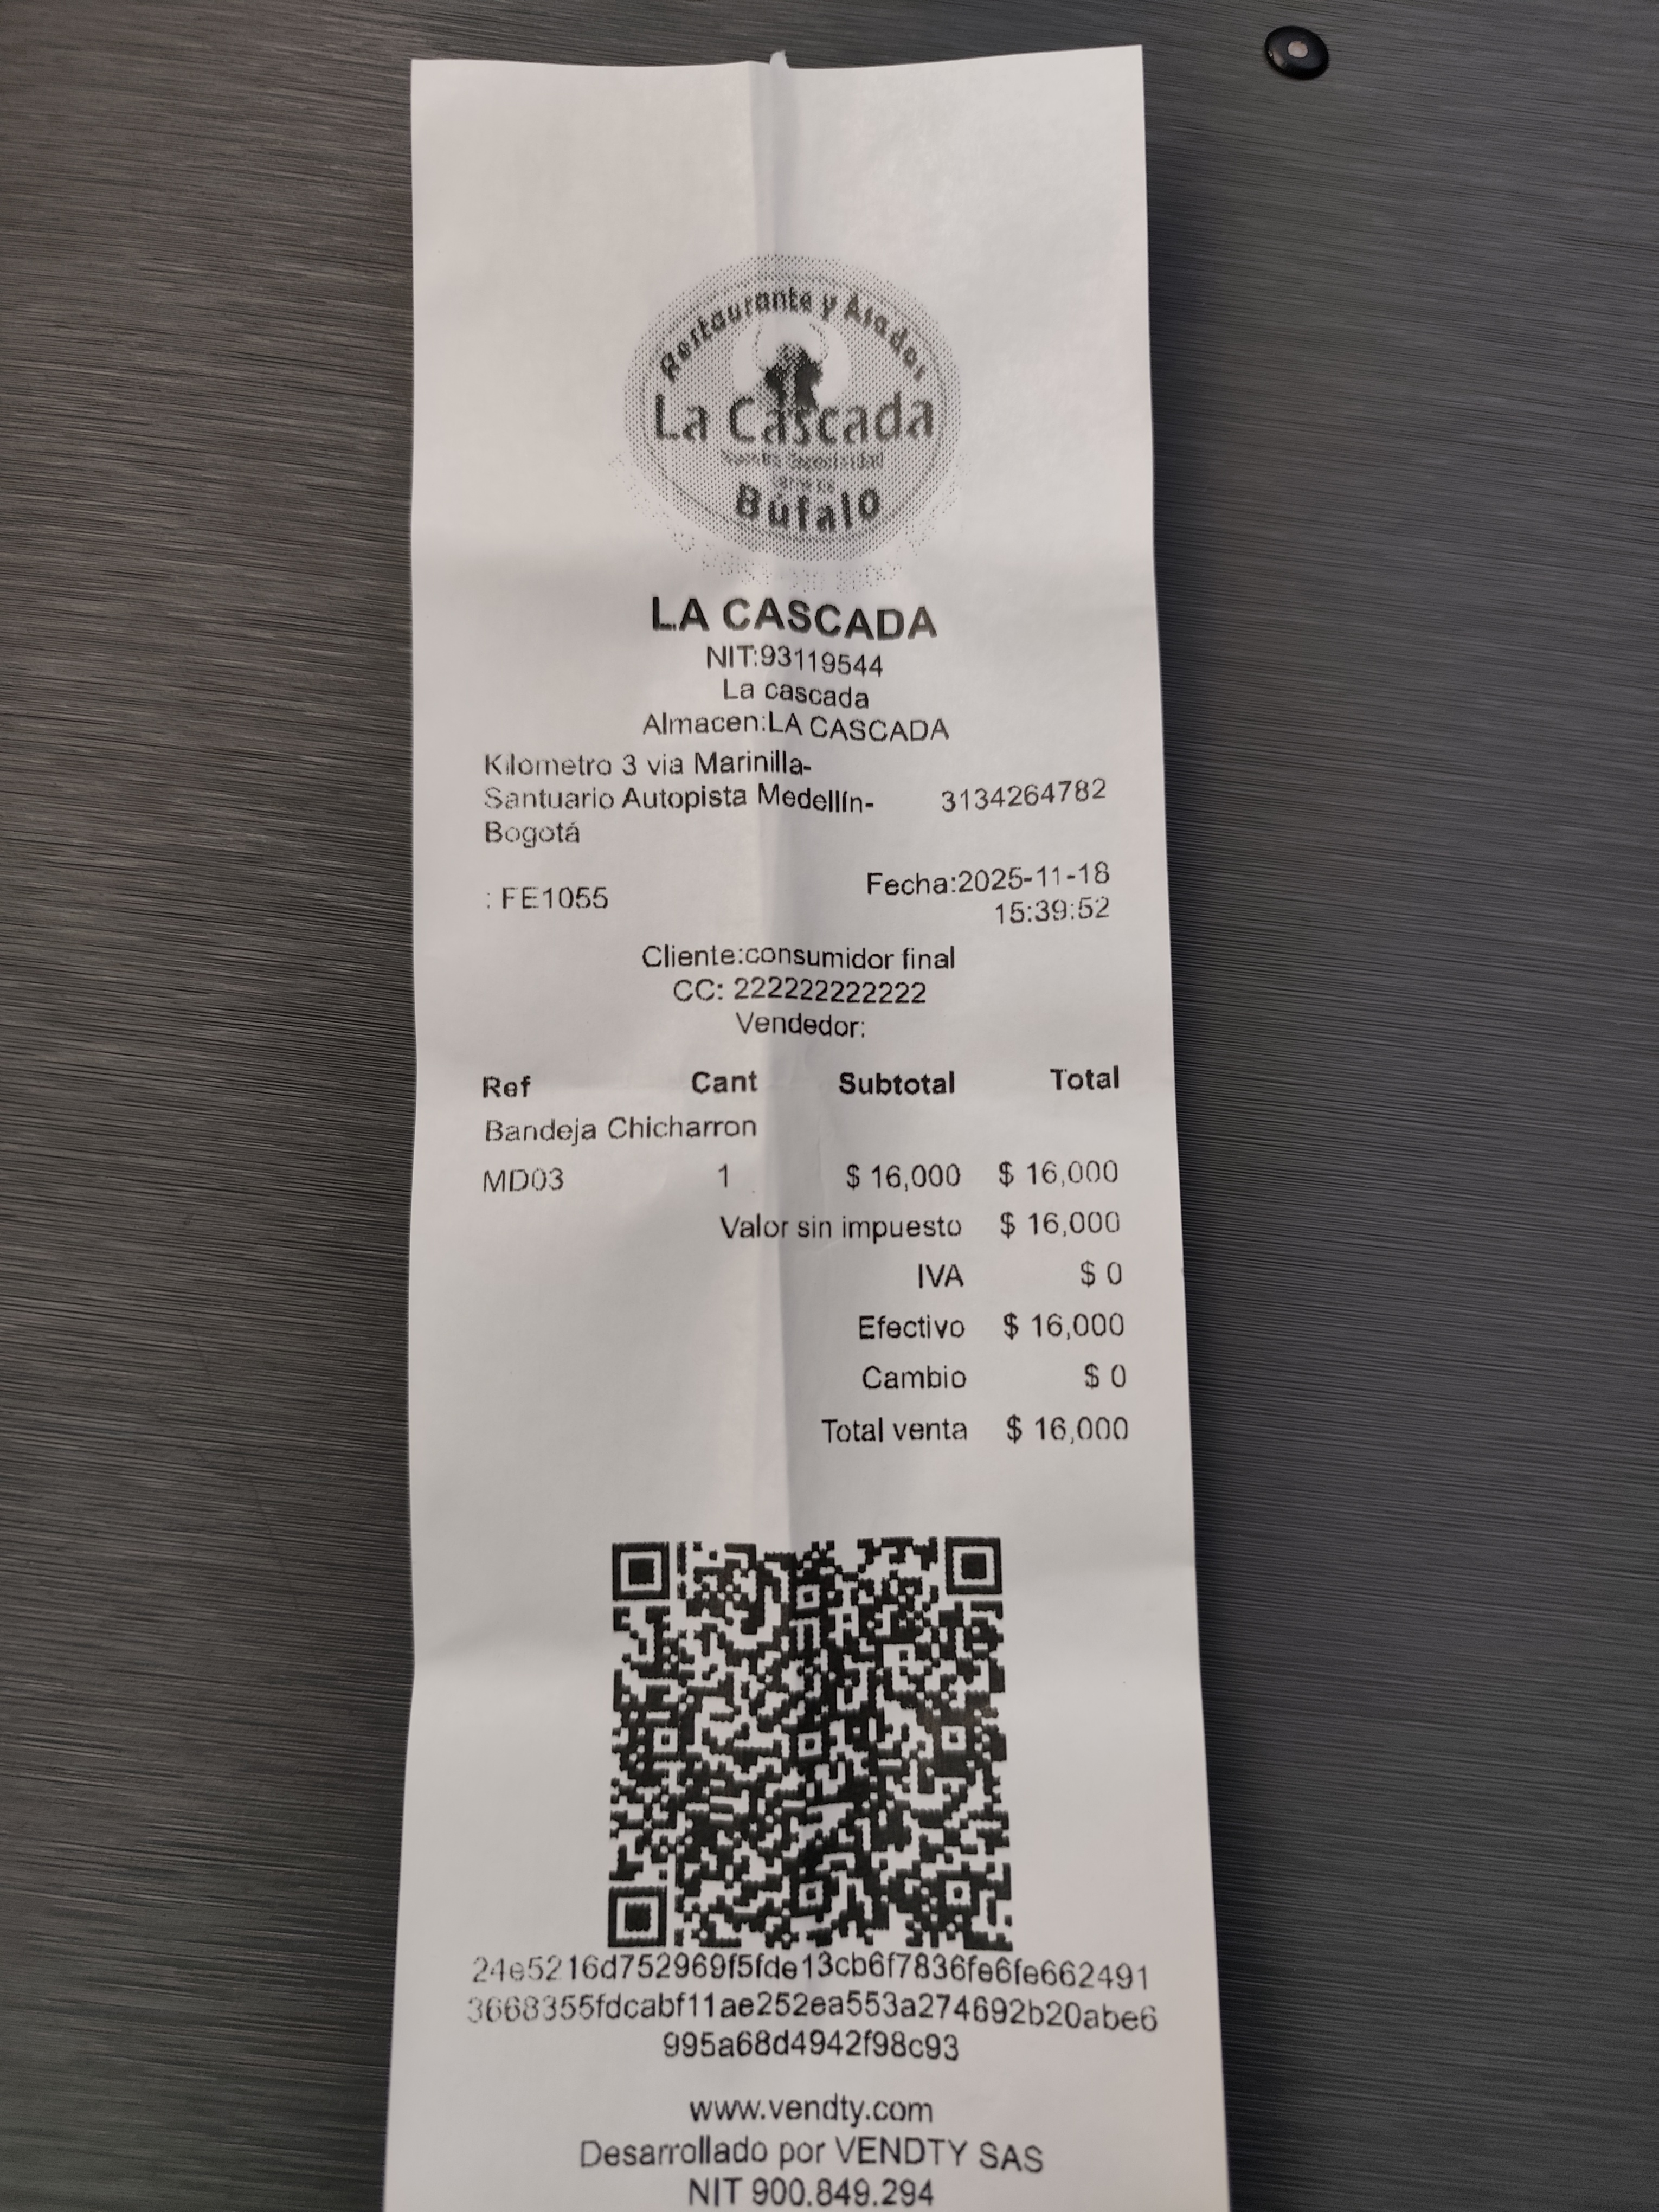 Restaurante y Asados
La Cascada
Búfalo
LA CASCADA
NIT:93119544
La cascada
Almacen:LA CASCADA
Kilometro 3 via Marinilla-
Santuario Autopista Medellín- 3134264782
Bogotá
: FE1055 Fecha:2025-11-18
15:39:52
Cliente:consumidor final
CC: 222222222222
Vendedor:
Ref Cant Subtotal Total
Bandeja Chicharron
MD03 1 $ 16,000 $ 16,000
Valor sin impuesto $ 16,000
IVA $ 0
Efectivo $ 16,000
Cambio $ 0
Total venta $ 16,000
24e5216d752969f5fde13cb6f7836fe6fe662491
3668355fdcabf11ae252ea553a274692b20abe6
995a68d4942f98c93
www.vendty.com
Desarrollado por VENDTY SAS
NIT 900.849.294